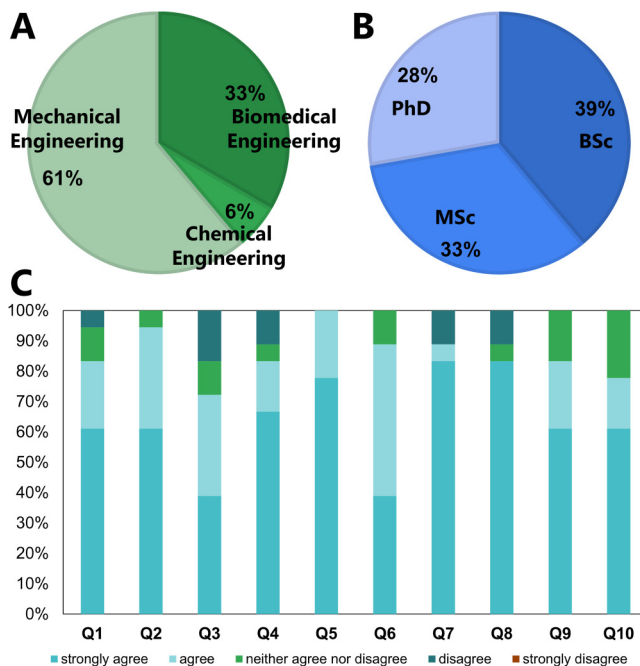 A
33%
Mechanical
Engineering
Biomedical
Engineering
61%
6%
Chemical
Engineering
B
28%
PhD
39%
BSc
MSc
33%
C
100%
90%
80%
70%
60%
50%
40%
30%
20%
10%
0%
Q1 Q2 Q3 Q4 Q5 Q6 Q7 Q8 Q9 Q10
strongly agree agree neither agree nor disagree disagree strongly disagree